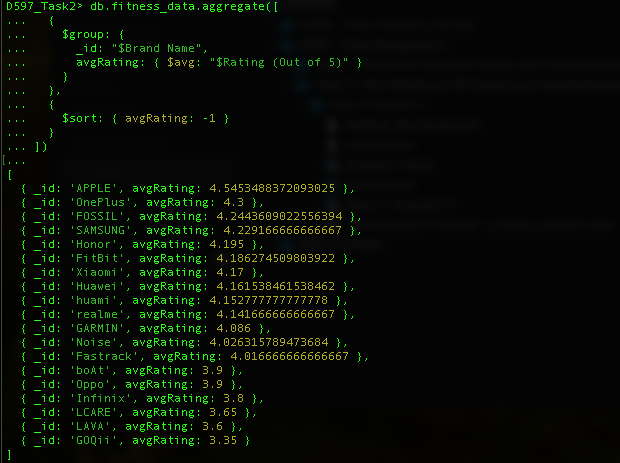 D597_Task2> db.fitness_data.aggregate([
... {
... $group: {
... _id: "$Brand Name",
... avgRating: { $avg: "$Rating (Out of 5)" }
... }
... },
... {
... $sort: { avgRating: -1 }
... }
... ])
[...
[
{ _id: 'APPLE', avgRating: 4.5453488372093025 },
{ _id: 'OnePlus', avgRating: 4.3 },
{ _id: 'FOSSIL', avgRating: 4.2443609022556394 },
{ _id: 'SAMSUNG', avgRating: 4.229166666666667 },
{ _id: 'Honor', avgRating: 4.195 },
{ _id: 'FitBit', avgRating: 4.186274509803922 },
{ _id: 'Xiaomi', avgRating: 4.17 },
{ _id: 'Huawei', avgRating: 4.161538461538462 },
{ _id: 'huami', avgRating: 4.152777777777778 },
{ _id: 'realme', avgRating: 4.141666666666667 },
{ _id: 'GARMIN', avgRating: 4.086 },
{ _id: 'Noise', avgRating: 4.026315789473684 },
{ _id: 'Fastrack', avgRating: 4.016666666666667 },
{ _id: 'boAt', avgRating: 3.9 },
{ _id: 'Oppo', avgRating: 3.9 },
{ _id: 'Infinix', avgRating: 3.8 },
{ _id: 'LCARE', avgRating: 3.65 },
{ _id: 'LAVA', avgRating: 3.6 },
{ _id: 'GOQii', avgRating: 3.35 }
]